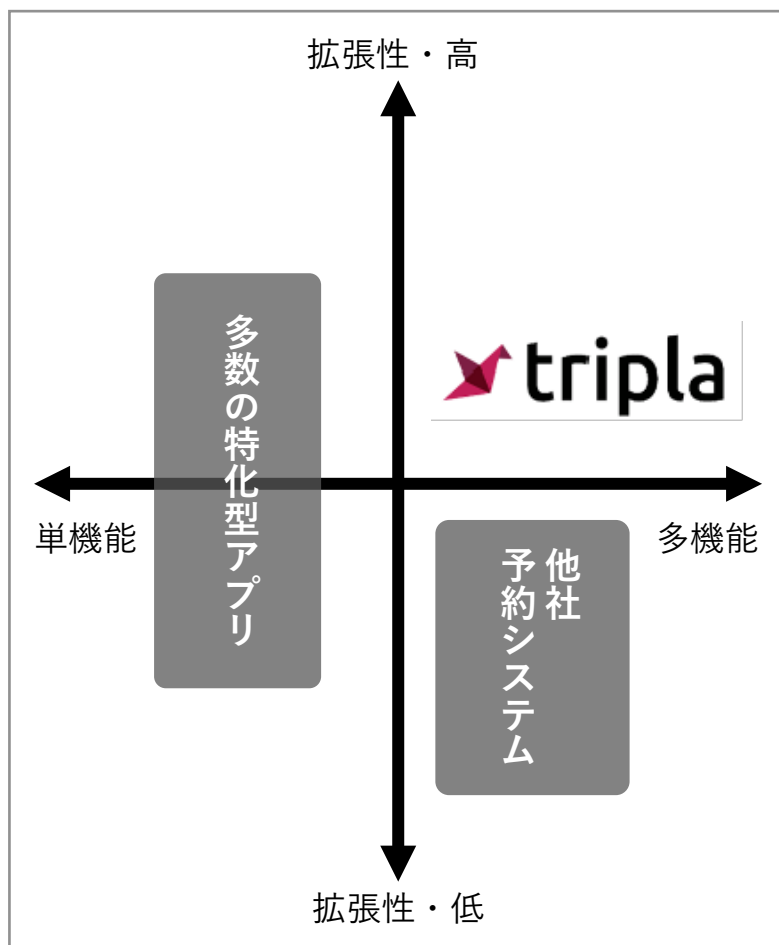 拡張性・高
多数の特化型アプリ
tripla
単機能
多機能
他社
予約システム
拡張性・低